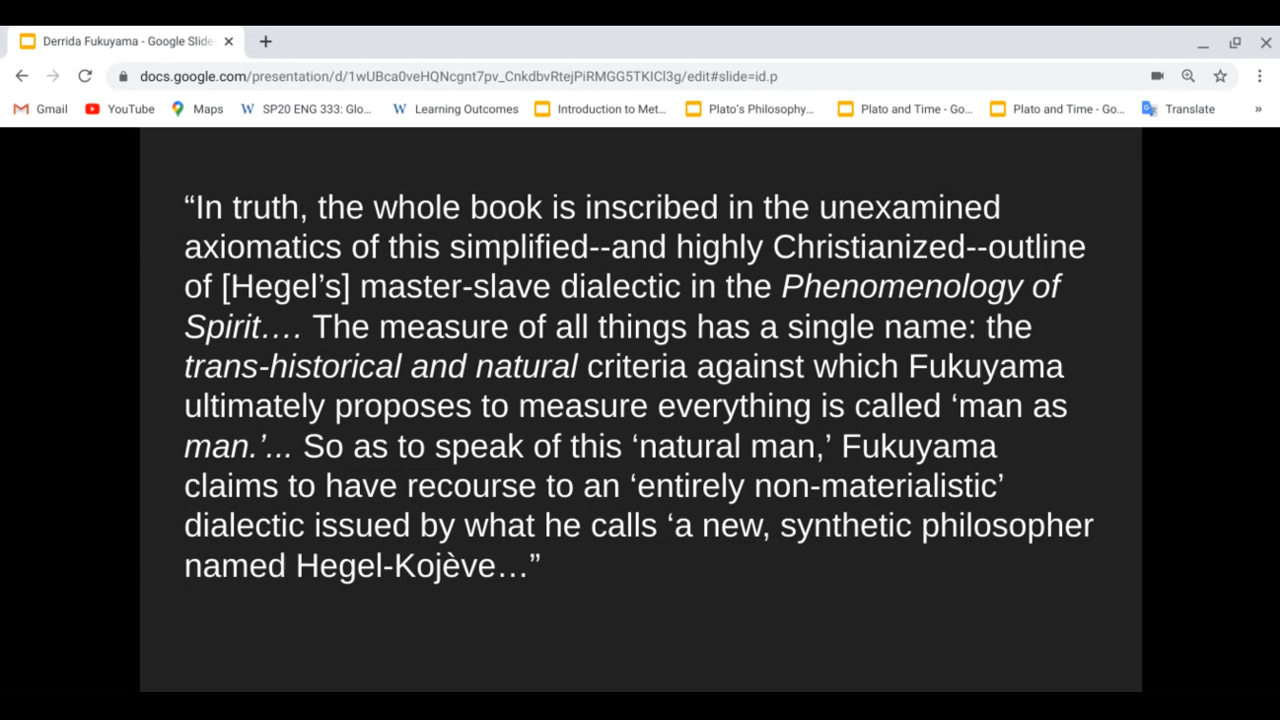 Derrida Fukuyama - Google Slide
docs.google.com/presentation/d/1wUBca0veHQNcgnt7pv_CnkdbvRtejPiRMGG5TKICl3g/edit#slide=id.p
Gmail YouTube Maps SP20 ENG 333: Glo... Learning Outcomes Introduction to Met... Plato's Philosophy... Plato and Time - Go... Plato and Time - Go... Translate »
“In truth, the whole book is inscribed in the unexamined
axiomatics of this simplified--and highly Christianized--outline
of [Hegel’s] master-slave dialectic in the Phenomenology of
Spirit…. The measure of all things has a single name: the
trans-historical and natural criteria against which Fukuyama
ultimately proposes to measure everything is called ‘man as
man.’... So as to speak of this ‘natural man,’ Fukuyama
claims to have recourse to an ‘entirely non-materialistic’
dialectic issued by what he calls ‘a new, synthetic philosopher
named Hegel-Kojève…”